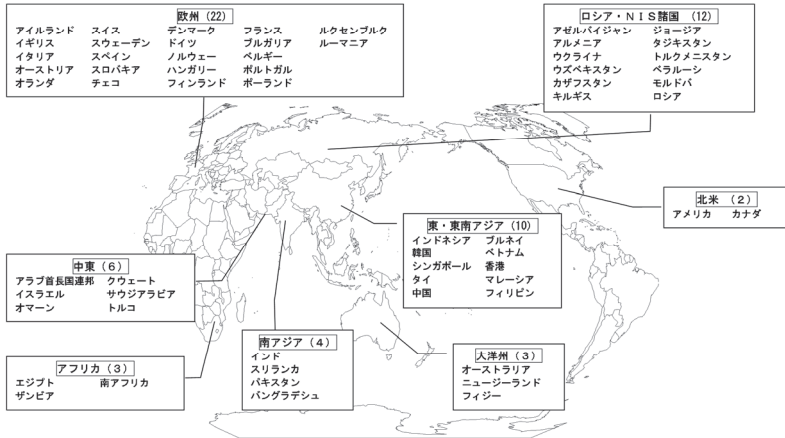 欧州（22）
アイルランド スイス デンマーク フランス ルクセンブルク
イギリス スウェーデン ドイツ ブルガリア ルーマニア
イタリア スペイン ノルウェー ベルギー
オーストリア スロバキア ハンガリー ポルトガル
オランダ チェコ フィンランド ポーランド
ロシア・ＮＩＳ諸国（12）
アゼルバイジャン ジョージア
アルメニア タジキスタン
ウクライナ トルクメニスタン
ウズベキスタン ベラルーシ
カザフスタン モルドバ
キルギス ロシア
北米（2）
アメリカ カナダ
東・東南アジア（10）
インドネシア ブルネイ
韓国 ベトナム
シンガポール 香港
タイ マレーシア
中国 フィリピン
中東（6）
アラブ首長国連邦 クウェート
イスラエル サウジアラビア
オマーン トルコ
南アジア（4）
インド
スリランカ
パキスタン
バングラデシュ
大洋州（3）
オーストラリア
ニュージーランド
フィジー
アフリカ（3）
エジプト 南アフリカ
ザンビア